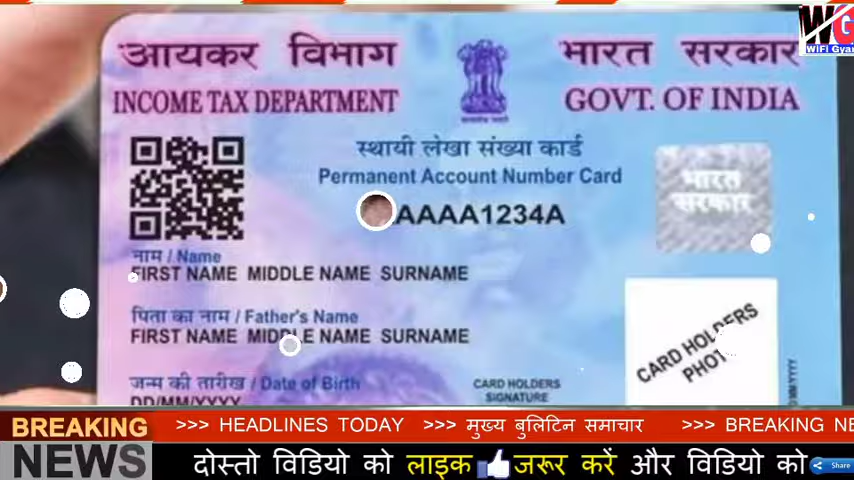 आयकर विभाग
भारत सरकार
INCOME TAX DEPARTMENT
GOVT. OF INDIA
WG
WiFi Gyan
स्थायी लेखा संख्या कार्ड
Permanent Account Number Card
AAAA1234A
भारत
सरकार
नाम / Name
FIRST NAME MIDDLE NAME SURNAME
पिता का नाम / Father's Name
FIRST NAME MIDDLE NAME SURNAME
CARD HOLDERS
PHOTO
जन्म की तारीख / Date of Birth
DD/MM/YYYY
CARD HOLDERS
SIGNATURE
BREAKING
NEWS
>>> HEADLINES TODAY >>> मुख्य बुलिटिन समाचार >>> BREAKING NE
दोस्तो विडियो को लाइक जरूर करें और विडियो को
Share